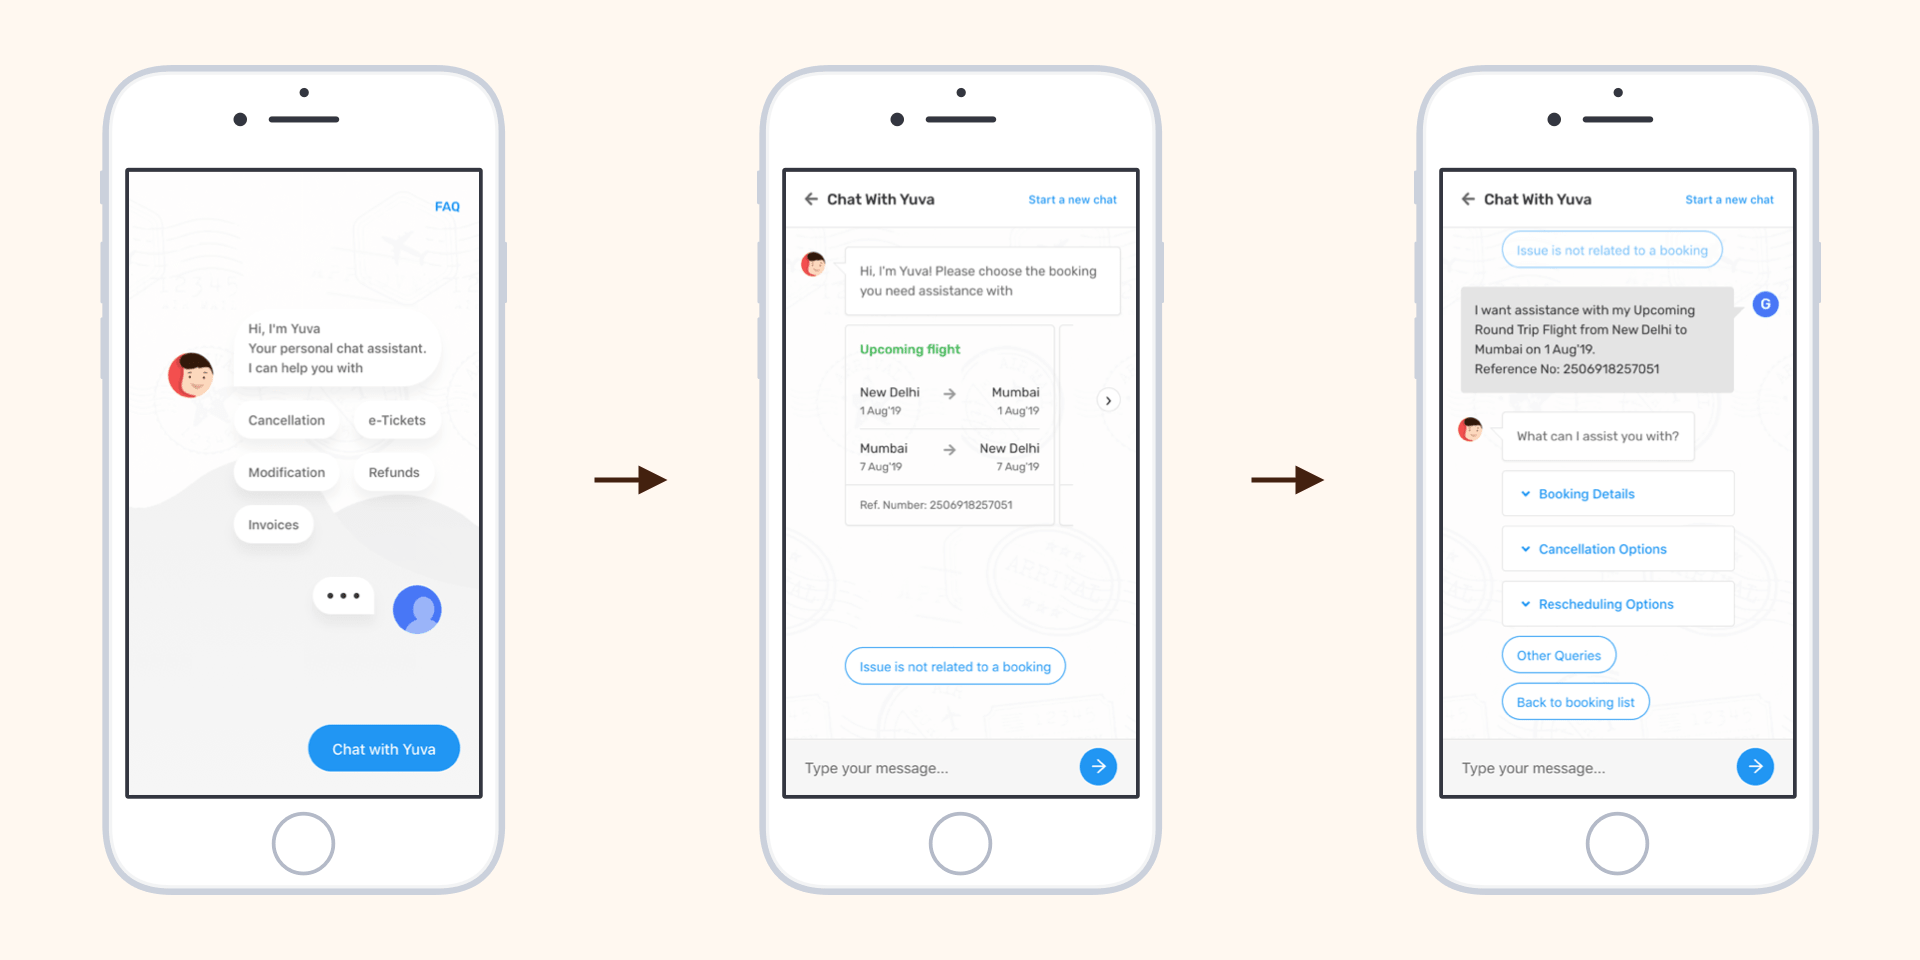 FAQ
Hi, I'm Yuva
Your personal chat assistant.
I can help you with
Cancellation
e-Tickets
Modification
Refunds
Invoices
Chat with Yuva
Chat With Yuva
Start a new chat
Hi, I'm Yuva! Please choose the booking
you need assistance with
Upcoming flight
New Delhi
Mumbai
1 Aug'19
1 Aug'19
Mumbai
New Delhi
7 Aug'19
7 Aug'19
Ref. Number: 2506918257051
Issue is not related to a booking
Type your message...
Chat With Yuva
Start a new chat
Issue is not related to a booking
I want assistance with my Upcoming
Round Trip Flight from New Delhi to
Mumbai on 1 Aug'19.
Reference No: 2506918257051
G
What can I assist you with?
Booking Details
Cancellation Options
Rescheduling Options
Other Queries
Back to booking list
Type your message...